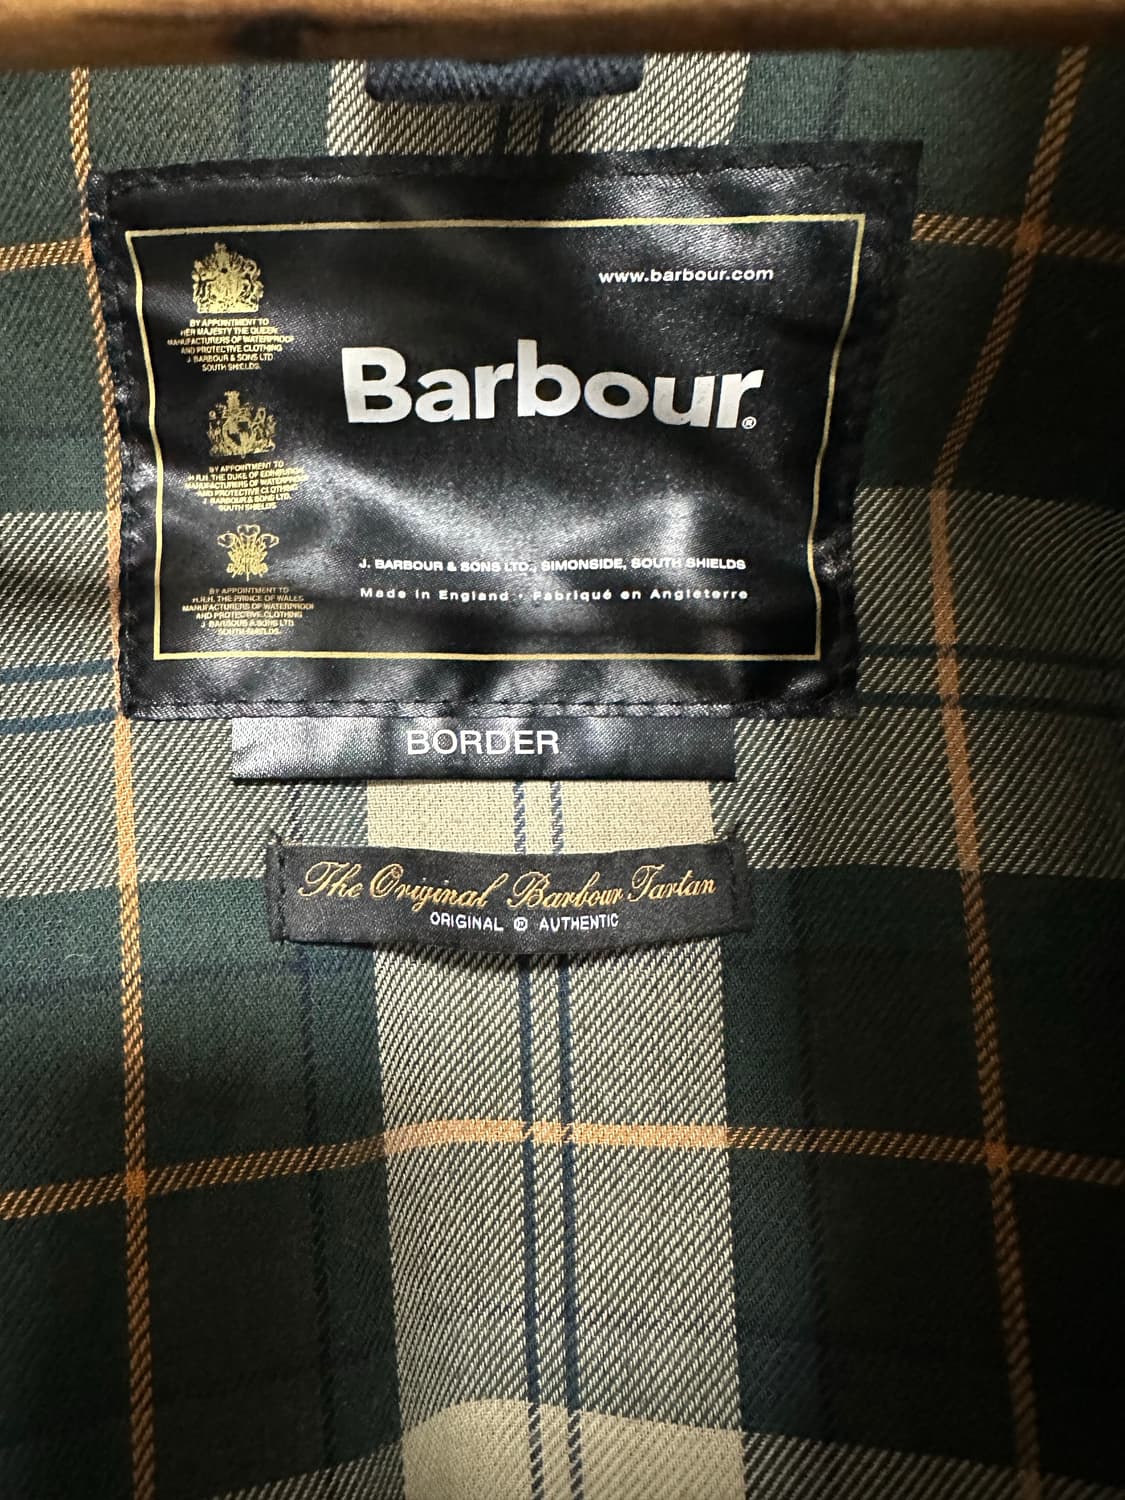 www.barbour.com
Barbour®
BY APPOINTMENT TO
HER MAJESTY THE QUEEN
MANUFACTURERS OF WATERPROOF
AND PROTECTIVE CLOTHING
J. BARBOUR & SONS LTD
SOUTH SHIELDS.
BY APPOINTMENT TO
H.R.H. THE DUKE OF EDINBURGH
MANUFACTURERS OF WATERPROOF
AND PROTECTIVE CLOTHING
J. BARBOUR & SONS LTD.
SOUTH SHIELDS
BY APPOINTMENT TO
H.R.H. THE PRINCE OF WALES
MANUFACTURERS OF WATERPROOF
AND PROTECTIVE CLOTHING
J. BARBOUR & SONS LTD
SOUTH SHIELDS.
J. BARBOUR & SONS LTD., SIMONSIDE, SOUTH SHIELDS
Made in England · Fabriqué en Angleterre
BORDER
The Original Barbour Tartan
ORIGINAL ® AUTHENTIC